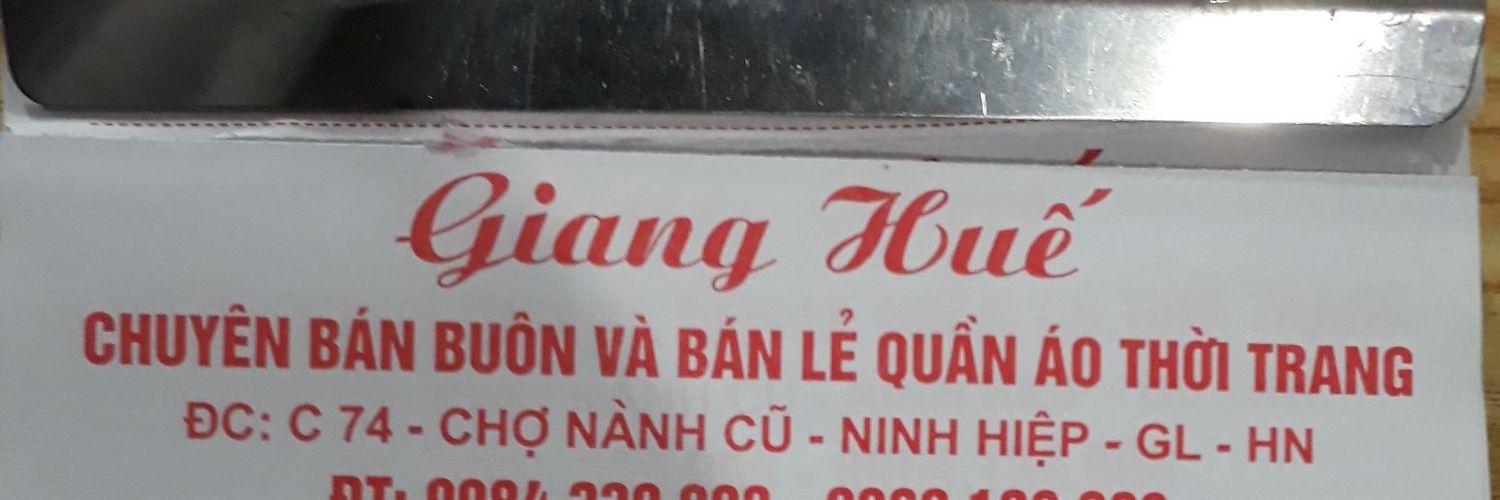 Giang Huế
CHUYÊN BÁN BUÔN VÀ BÁN LẺ QUẦN ÁO THỜI TRANG
ĐC: C 74 - CHỢ NÀNH CŨ - NINH HIỆP - GL - HN
ĐT: